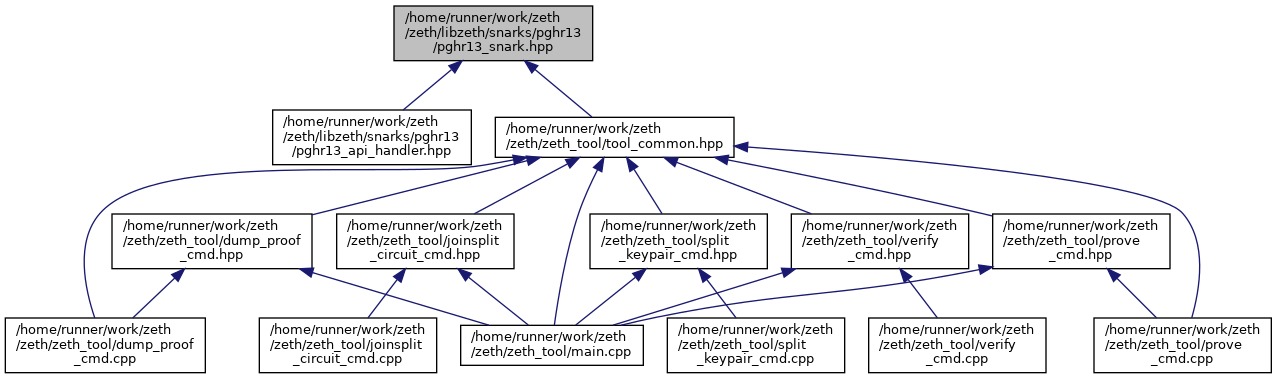 /home/runner/work/zeth
/zeth/libzeth/snarks/pghr13
/pghr13_snark.hpp
/home/runner/work/zeth
/zeth/libzeth/snarks/pghr13
/pghr13_api_handler.hpp
/home/runner/work/zeth
/zeth/zeth_tool/tool_common.hpp
/home/runner/work/zeth
/zeth/zeth_tool/dump_proof
_cmd.hpp
/home/runner/work/zeth
/zeth/zeth_tool/joinsplit
_circuit_cmd.hpp
/home/runner/work/zeth
/zeth/zeth_tool/split
_keypair_cmd.hpp
/home/runner/work/zeth
/zeth/zeth_tool/verify
_cmd.hpp
/home/runner/work/zeth
/zeth/zeth_tool/prove
_cmd.hpp
/home/runner/work/zeth
/zeth/zeth_tool/dump_proof
_cmd.cpp
/home/runner/work/zeth
/zeth/zeth_tool/joinsplit
_circuit_cmd.cpp
/home/runner/work/zeth
/zeth/zeth_tool/main.cpp
/home/runner/work/zeth
/zeth/zeth_tool/split
_keypair_cmd.cpp
/home/runner/work/zeth
/zeth/zeth_tool/verify
_cmd.cpp
/home/runner/work/zeth
/zeth/zeth_tool/prove
_cmd.cpp